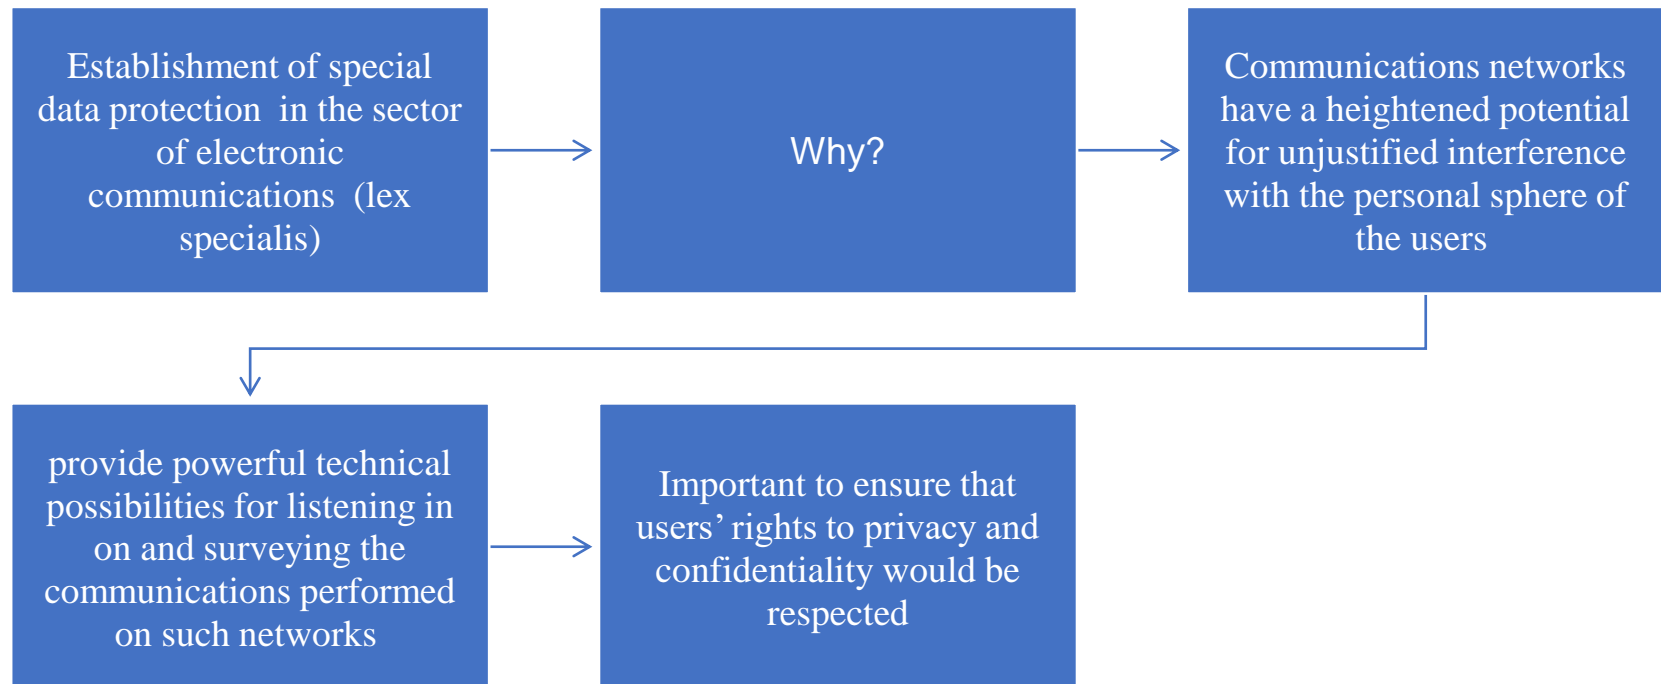 Establishment of special
data protection  in the sector
of electronic
communications  (lex
specialis)
Why?
Communications networks
have a heightened potential
for unjustified interference
with the personal sphere of
the users
provide powerful technical
possibilities for listening in
on and surveying the
communications performed
on such networks
Important to ensure that
users’ rights to privacy and
confidentiality would be
respected